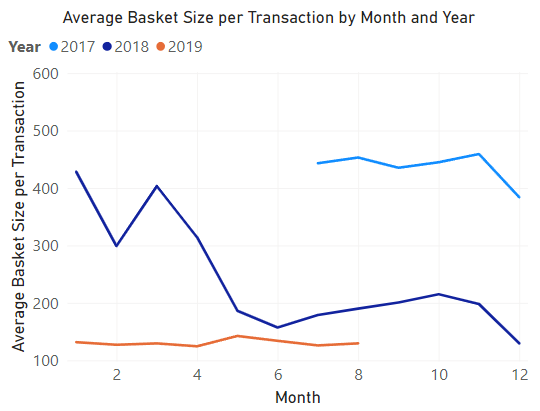 Average Basket Size per Transaction by Month and Year
Year 2017 2018 2019
Average Basket Size per Transaction
600
500
400
300
200
100
2 4 6 8 10 12
Month